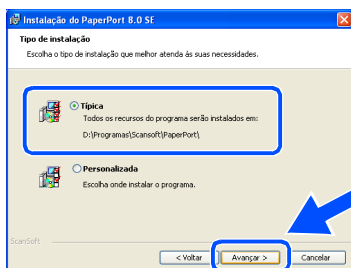 Instalação do PaperPort 8.0 SE
Tipo de instalação
Escolha o tipo de instalação que melhor atenda às suas necessidades.
Típica
Todos os recursos do programa serão instalados em:
D:\Programas\Scansoft\PaperPort\
Personalizada
Escolha onde instalar o programa.
ScanSoft
< Voltar Avançar > Cancelar